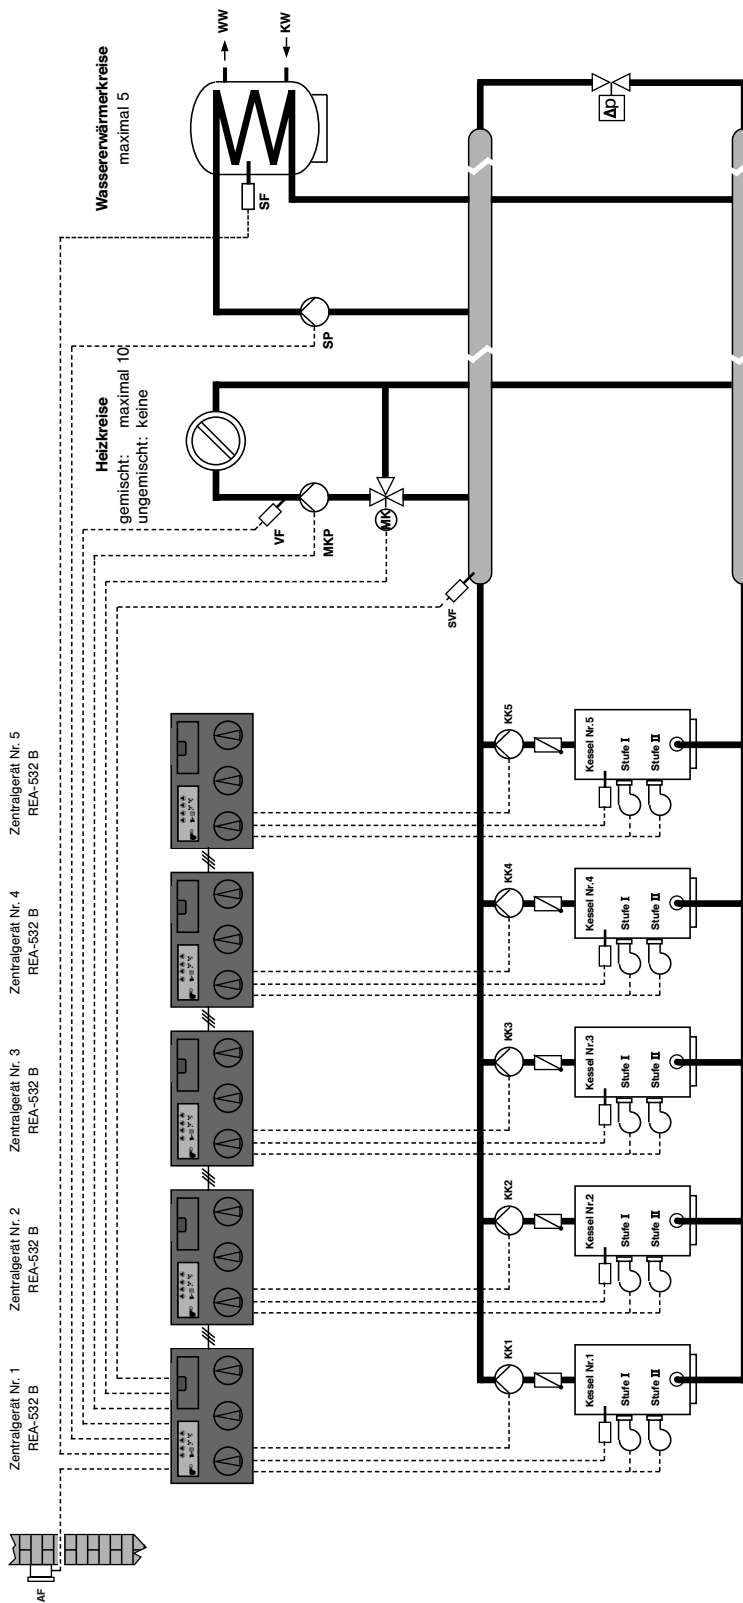 Zentralgerät Nr. 1
REA-532 B
Zentralgerät Nr. 2
REA-532 B
Zentralgerät Nr. 3
REA-532 B
Zentralgerät Nr. 4
REA-532 B
Zentralgerät Nr. 5
REA-532 B
Heizkreise
gemischt: maximal 10
ungemischt: keine
Wassererwärmerkreise
maximal 5
WW
KW
AF
VF
MKP
MK
SP
SF
SVF
Δp
KK1
KK2
KK3
KK4
KK5
Kessel Nr.1
Stufe I
Stufe II
Kessel Nr.2
Stufe I
Stufe II
Kessel Nr.3
Stufe I
Stufe II
Kessel Nr.4
Stufe I
Stufe II
Kessel Nr.5
Stufe I
Stufe II